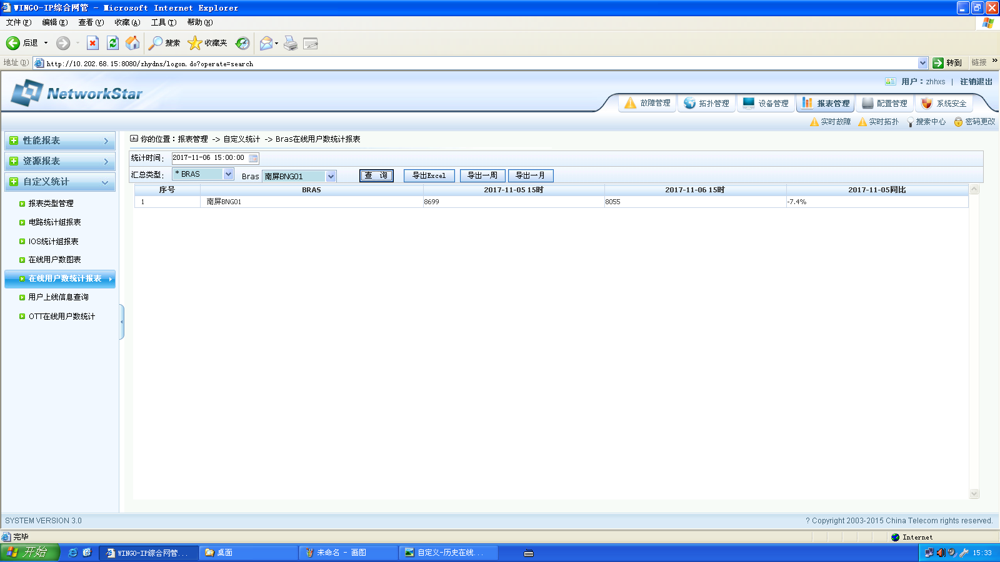 WINGO-IP综合网管 - Microsoft Internet Explorer
文件(F) 编辑(E) 查看(V) 收藏(A) 工具(T) 帮助(H)
后退 搜索 收藏夹
地址(D) http://10.202.68.15:8080/zhydns/logon.do?operate=search 转到 链接 »
NetworkStar
用户：zhhxs | 注销退出
故障管理 拓扑管理 设备管理 报表管理 配置管理 系统安全
实时故障 实时拓扑 搜索中心 密码更改
性能报表
资源报表
自定义统计
报表类型管理
电路统计组报表
IOS统计组报表
在线用户数图表
在线用户数统计报表
用户上线信息查询
OTT在线用户数统计
你的位置：报表管理 -> 自定义统计 -> Bras在线用户数统计报表
统计时间： 2017-11-06 15:00:00
汇总类型： * BRAS Bras 南屏BNG01 查 询 导出Excel 导出一周 导出一月
序号 BRAS 2017-11-05 15时 2017-11-06 15时 2017-11-05同比
1 南屏BNG01 8699 8055 -7.4%
SYSTEM VERSION 3.0
? Copyright 2003-2015 China Telecom rights reserved.
完毕 Internet
开始 WINGO-IP综合网管... 桌面 未命名 - 画图 自定义-历史在线... 15:33